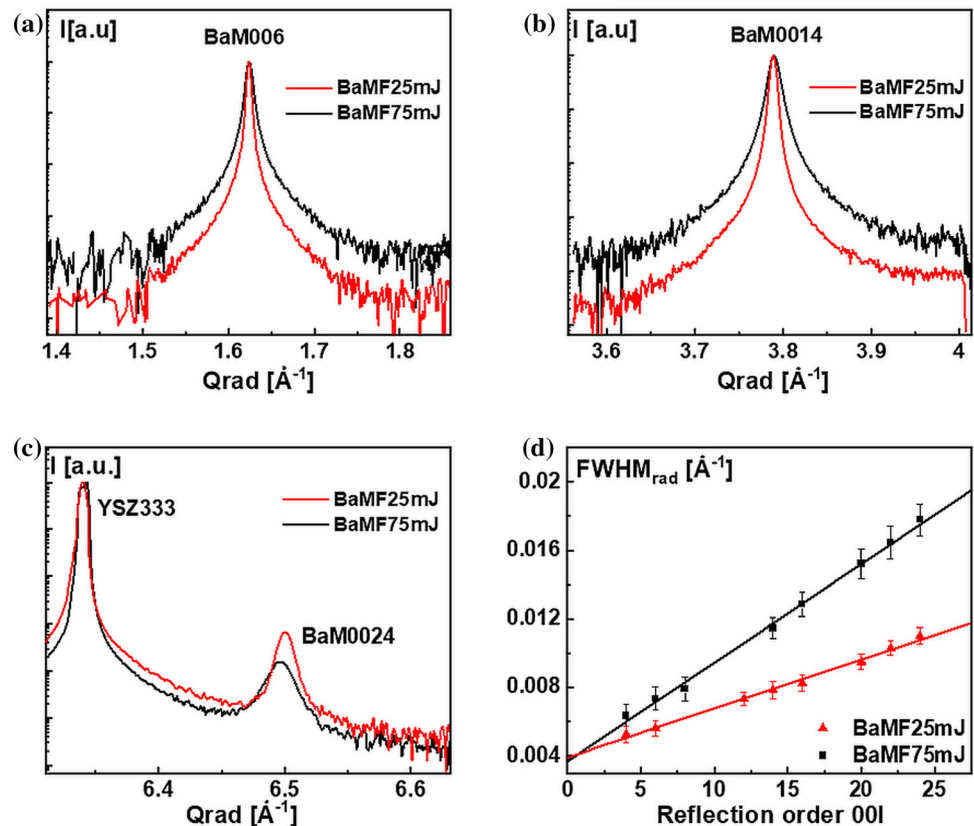 (a)
I[a.u]
BaM006
BaMF25mJ
BaMF75mJ
1.4 1.5 1.6 1.7 1.8
Qrad [Å-1]
(b)
I [a.u]
BaM0014
BaMF25mJ
BaMF75mJ
3.6 3.7 3.8 3.9 4
Qrad [Å-1]
(c)
I [a.u.]
YSZ333
BaMF25mJ
BaMF75mJ
BaM0024
6.4 6.5 6.6
Qrad [Å-1]
(d)
FWHMrad [Å-1]
0.02
0.016
0.012
0.008
0.004
BaMF25mJ
BaMF75mJ
0 5 10 15 20 25
Reflection order 00l